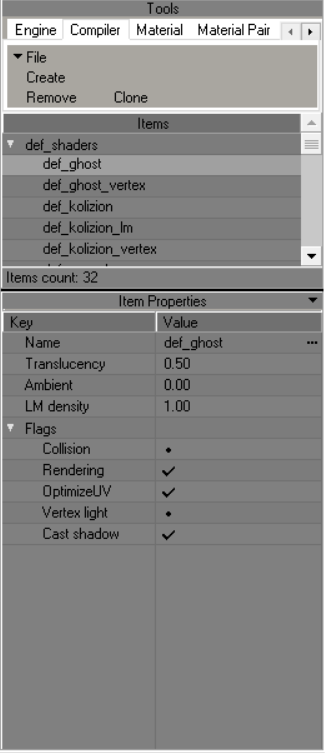 Tools
Engine Compiler Material Material Pair
File
Create
Remove Clone
Items
def_shaders
def_ghost
def_ghost_vertex
def_kolizion
def_kolizion_lm
def_kolizion_vertex
Items count: 32
Item Properties
Key Value
Name def_ghost ...
Translucency 0.50
Ambient 0.00
LM density 1.00
Flags
Collision
Rendering
OptimizeUV
Vertex light
Cast shadow